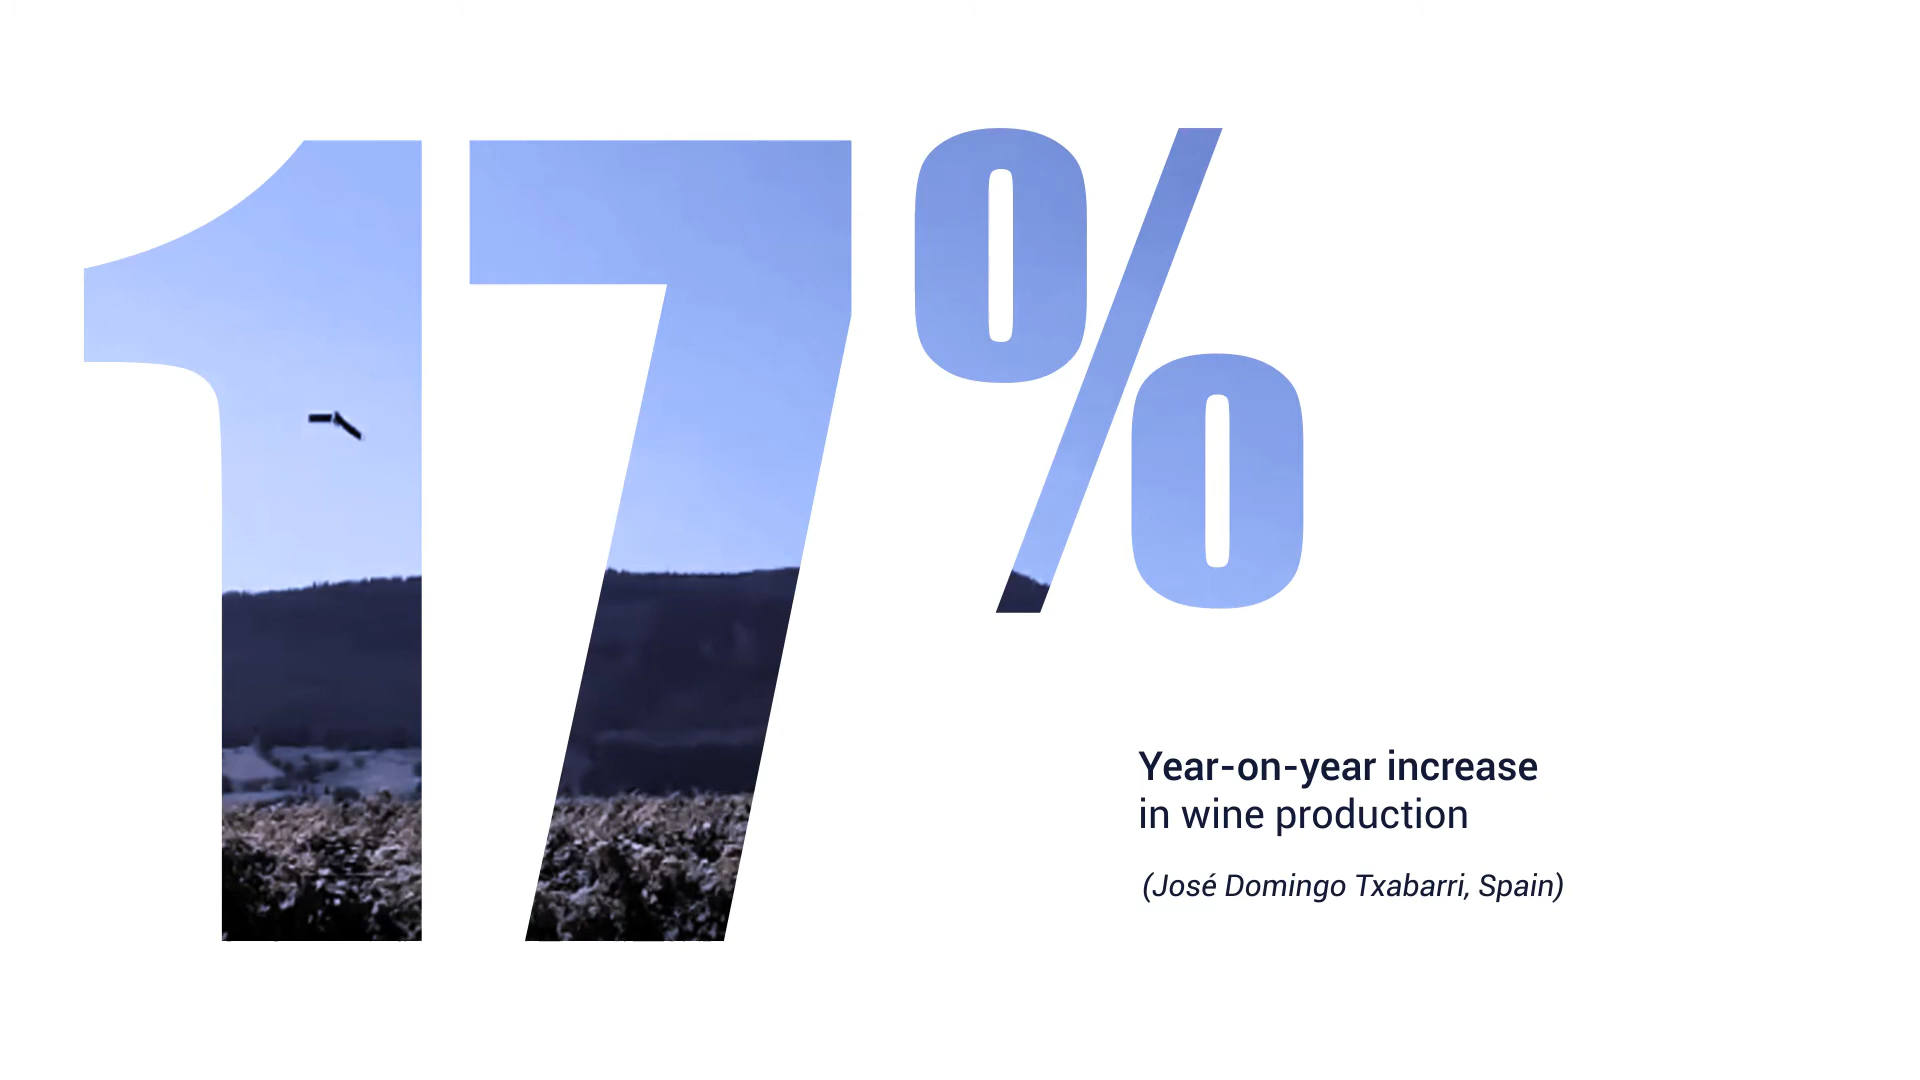 17%
Year-on-year increase
in wine production
(José Domingo Txabarri, Spain)